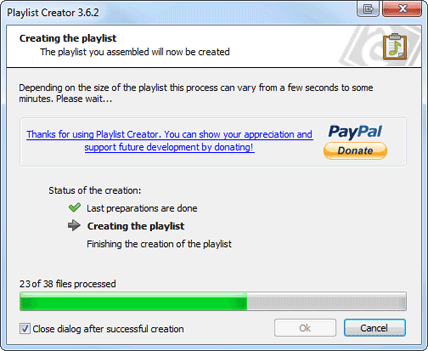 Playlist Creator 3.6.2
Creating the playlist
The playlist you assembled will now be created
Depending on the size of the playlist this process can vary from a few seconds to some
minutes. Please wait...
Thanks for using Playlist Creator. You can show your appreciation and
support future development by donating!
PayPal
Donate
Status of the creation:
Last preparations are done
Creating the playlist
Finishing the creation of the playlist
23 of 38 files processed
Close dialog after successful creation
Ok
Cancel